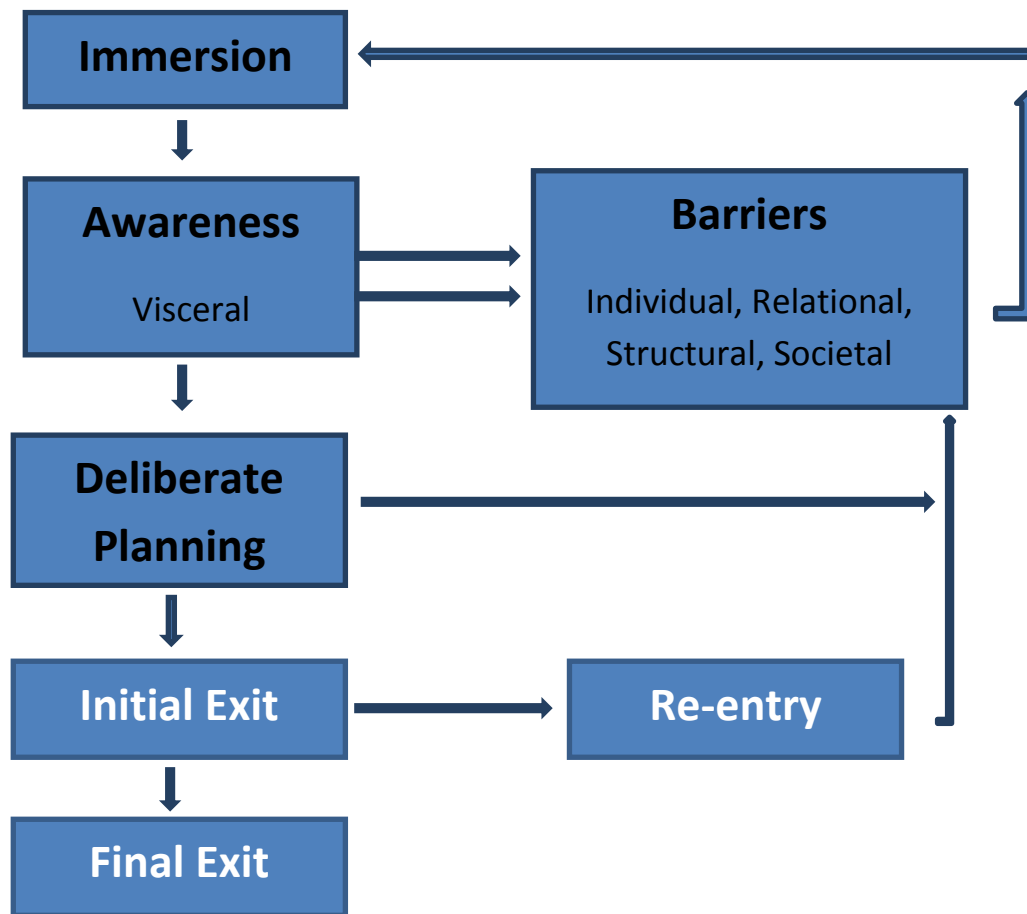 Immersion
Awareness
Visceral
Barriers
Individual, Relational,
Structural, Societal
Deliberate
Planning
Initial Exit
Re-entry
Final Exit